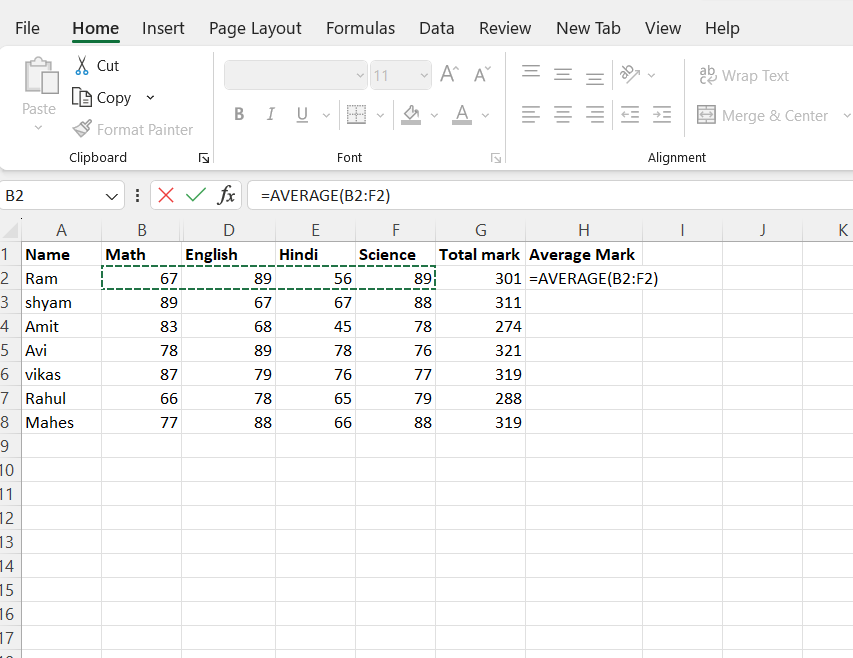 File Home Insert Page Layout Formulas Data Review New Tab View Help
Cut
Paste Copy 11 A A ab Wrap Text
Format Painter B I U A Merge & Center
Clipboard Font Alignment
B2 fx =AVERAGE(B2:F2)
A B D E F G H I J K
1 Name Math English Hindi Science Total mark Average Mark
2 Ram 67 89 56 89 301 =AVERAGE(B2:F2)
3 shyam 89 67 67 88 311
4 Amit 83 68 45 78 274
5 Avi 78 89 78 76 321
6 vikas 87 79 76 77 319
7 Rahul 66 78 65 79 288
8 Mahes 77 88 66 88 319
9
10
11
12
13
14
15
16
17